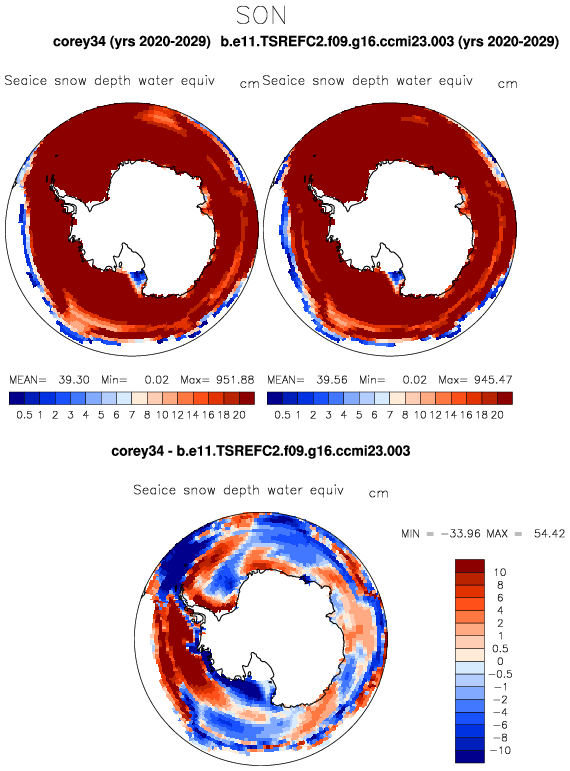 SON
corey34 (yrs 2020-2029) b.e11.TSREFC2.f09.g16.ccmi23.003 (yrs 2020-2029)
Seaice snow depth water equiv cm Seaice snow depth water equiv cm
MEAN= 39.30 Min= 0.02 Max= 951.88 MEAN= 39.56 Min= 0.02 Max= 945.47
0.5 1 2 3 4 5 6 7 8 10 12 14 16 18 20 0.5 1 2 3 4 5 6 7 8 10 12 14 16 18 20
corey34 - b.e11.TSREFC2.f09.g16.ccmi23.003
Seaice snow depth water equiv cm
MIN = -33.96 MAX = 54.42
10
8
6
4
2
1
0.5
0
-0.5
-1
-2
-4
-6
-8
-10